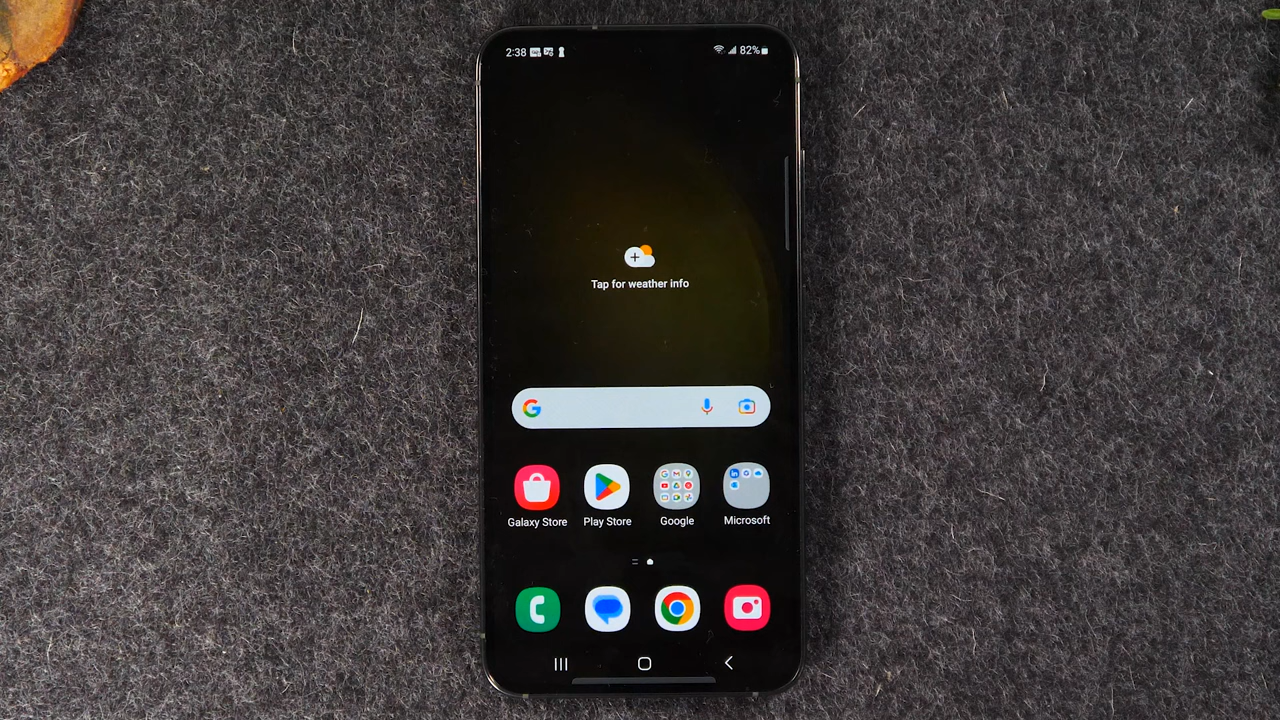 2:38
82%
Tap for weather info
Galaxy Store
Play Store
Google
Microsoft